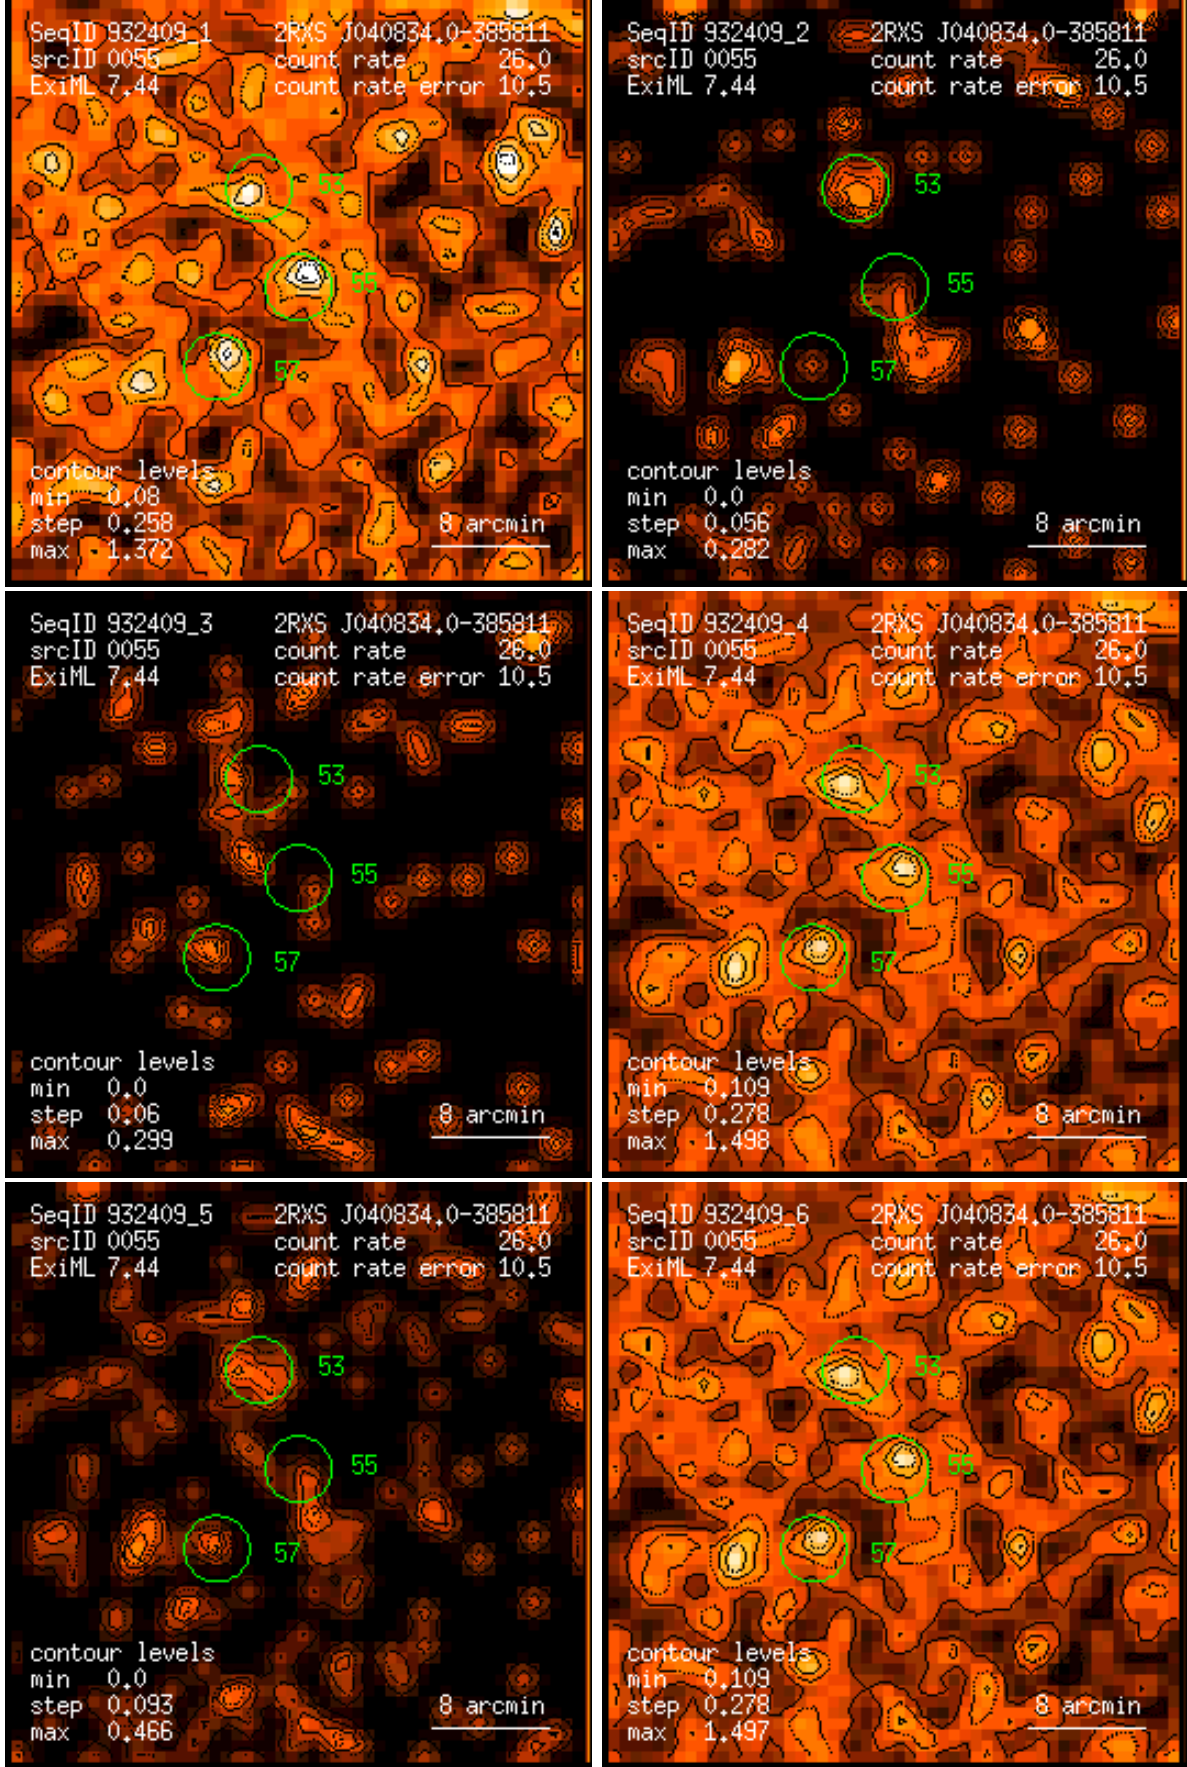 SeqID 932409_1 2RXS J040834.0-385811
srcID 0055 count rate 26.0
ExiML 7.44 count rate error 10.5
53
55
57
contour levels
min 0.08
step 0.258 8 arcmin
max 1.372
SeqID 932409_2 2RXS J040834.0-385811
srcID 0055 count rate 26.0
ExiML 7.44 count rate error 10.5
53
55
57
contour levels
min 0.0
step 0.056 8 arcmin
max 0.282
SeqID 932409_3 2RXS J040834.0-385811
srcID 0055 count rate 26.0
ExiML 7.44 count rate error 10.5
53
55
57
contour levels
min 0.0
step 0.06 8 arcmin
max 0.299
SeqID 932409_4 2RXS J040834.0-385811
srcID 0055 count rate 26.0
ExiML 7.44 count rate error 10.5
53
55
57
contour levels
min 0.109
step 0.278 8 arcmin
max 1.498
SeqID 932409_5 2RXS J040834.0-385811
srcID 0055 count rate 26.0
ExiML 7.44 count rate error 10.5
53
55
57
contour levels
min 0.0
step 0.093 8 arcmin
max 0.466
SeqID 932409_6 2RXS J040834.0-385811
srcID 0055 count rate 26.0
ExiML 7.44 count rate error 10.5
53
55
57
contour levels
min 0.109
step 0.278 8 arcmin
max 1.497